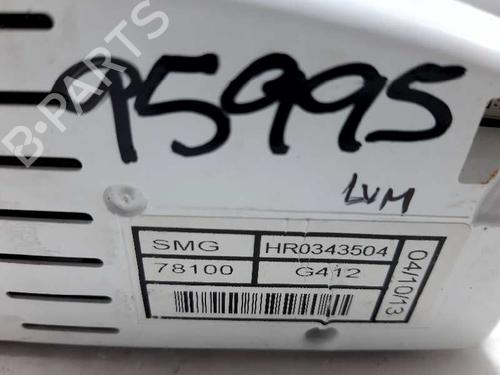 B-PARTS
95995
LVM
SMG HR0343504
78100 G412
04/10/13